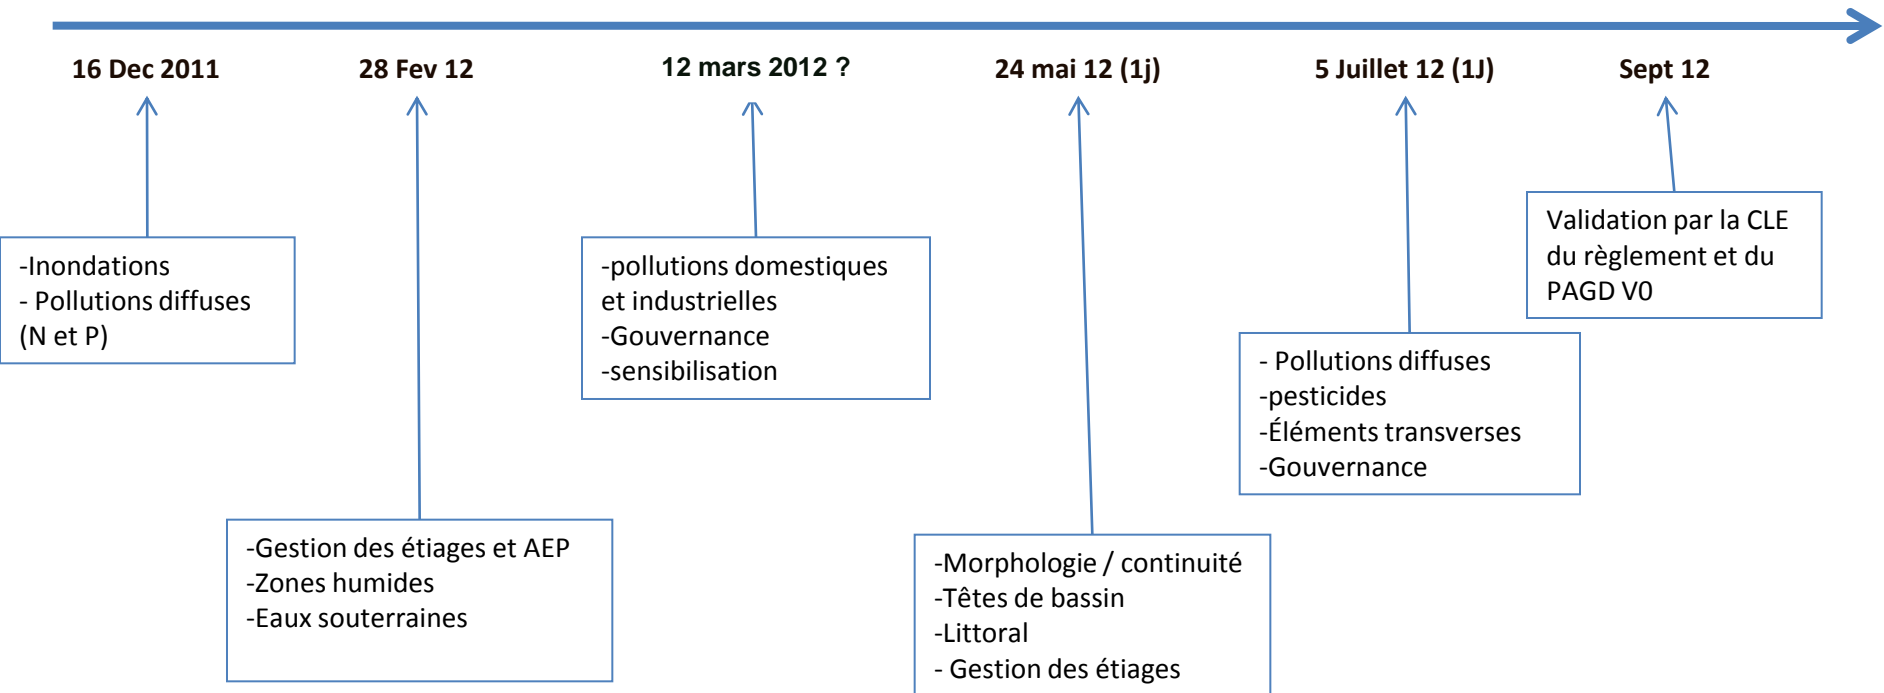 16 Dec 2011
28 Fev 12
12 mars 2012 ?
24 mai 12 (1j)
5 Juillet 12 (1J)
Sept 12
-Inondations
- Pollutions diffuses
(N et P)
-Gestion des étiages et AEP
-Zones humides
-Eaux souterraines
-pollutions domestiques
et industrielles
-Gouvernance
-sensibilisation
-Morphologie / continuité
-Têtes de bassin
-Littoral
- Gestion des étiages
- Pollutions diffuses
-pesticides
-Éléments transverses
-Gouvernance
Validation par la CLE
du règlement et du
PAGD V0